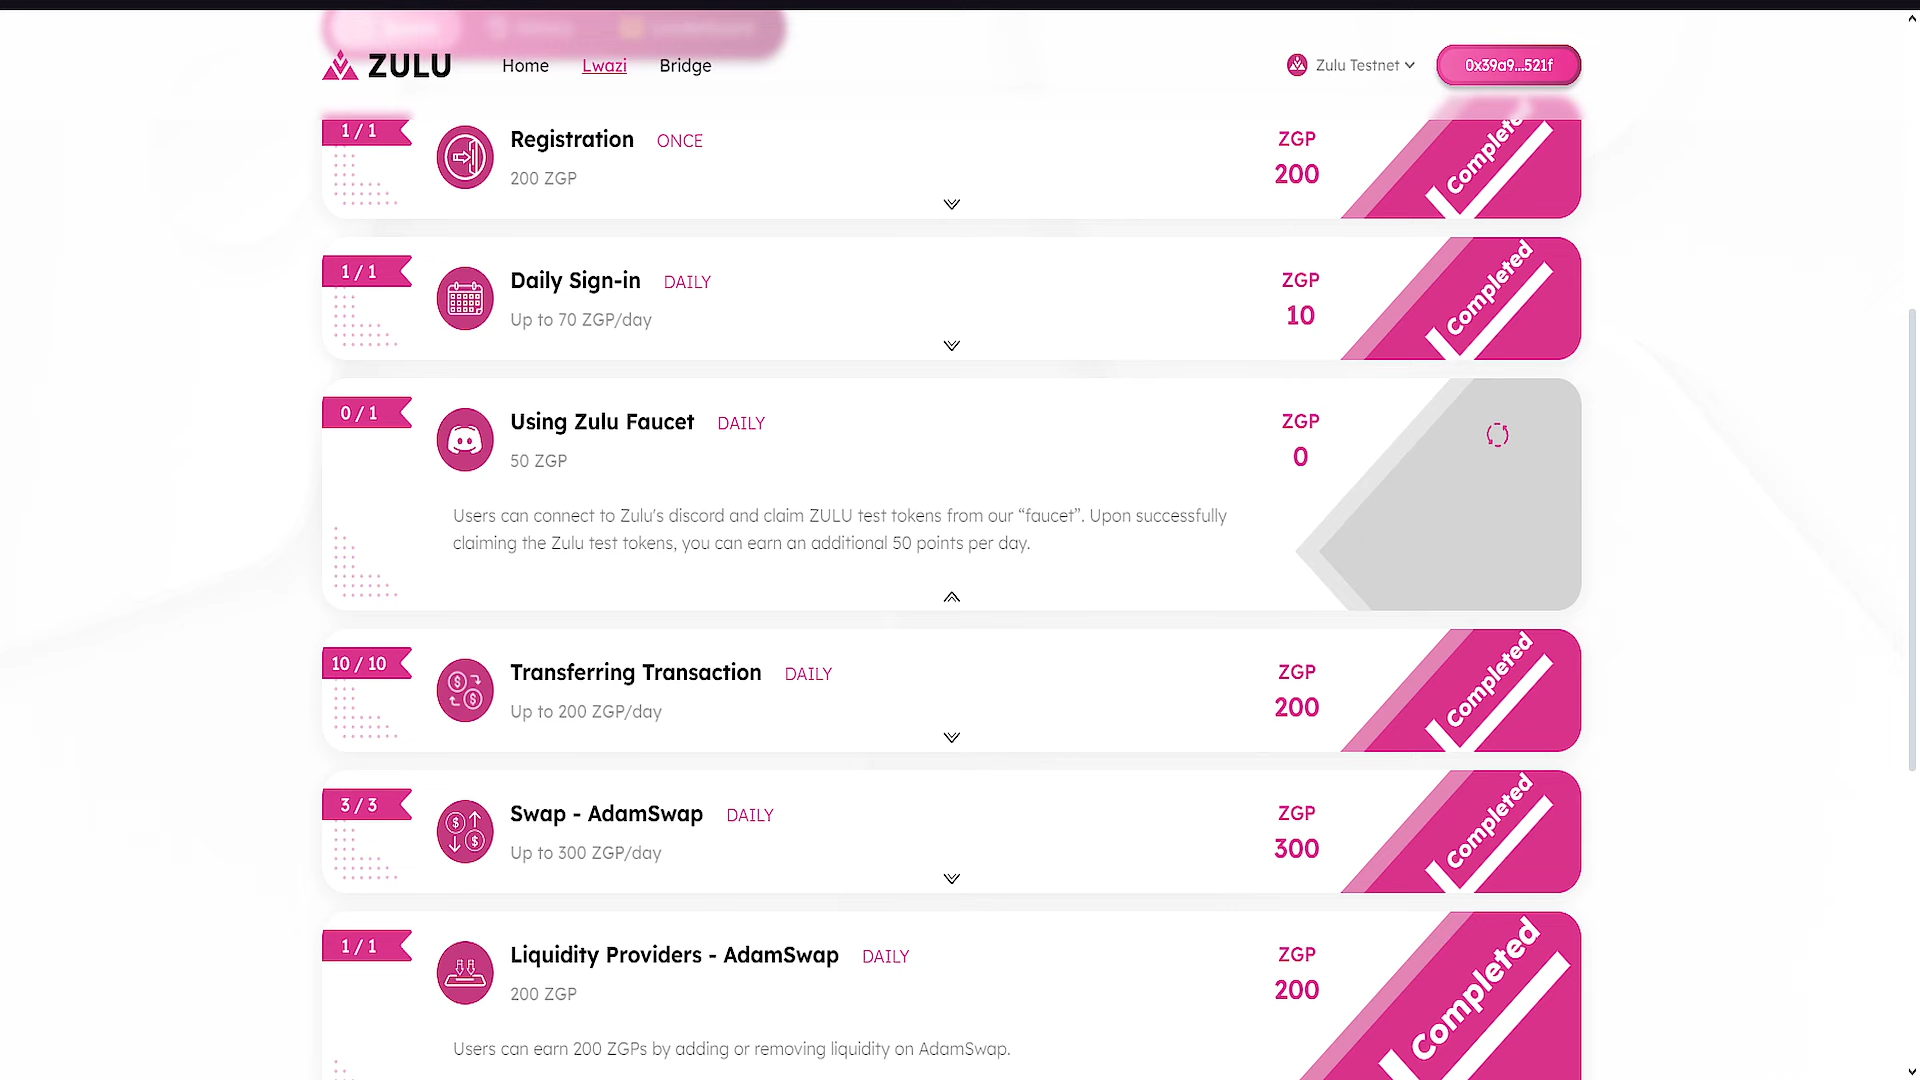 ZULU
Home
Lwazi
Bridge
Zulu Testnet
0x39a9...521f
1 / 1
Registration ONCE
200 ZGP
ZGP
200
Completed
1 / 1
Daily Sign-in DAILY
Up to 70 ZGP/day
ZGP
10
Completed
0 / 1
Using Zulu Faucet DAILY
50 ZGP
ZGP
0
Users can connect to Zulu's discord and claim ZULU test tokens from our “faucet”. Upon successfully
claiming the Zulu test tokens, you can earn an additional 50 points per day.
10 / 10
Transferring Transaction DAILY
Up to 200 ZGP/day
ZGP
200
Completed
3 / 3
Swap - AdamSwap DAILY
Up to 300 ZGP/day
ZGP
300
Completed
1 / 1
Liquidity Providers - AdamSwap DAILY
200 ZGP
ZGP
200
Completed
Users can earn 200 ZGPs by adding or removing liquidity on AdamSwap.